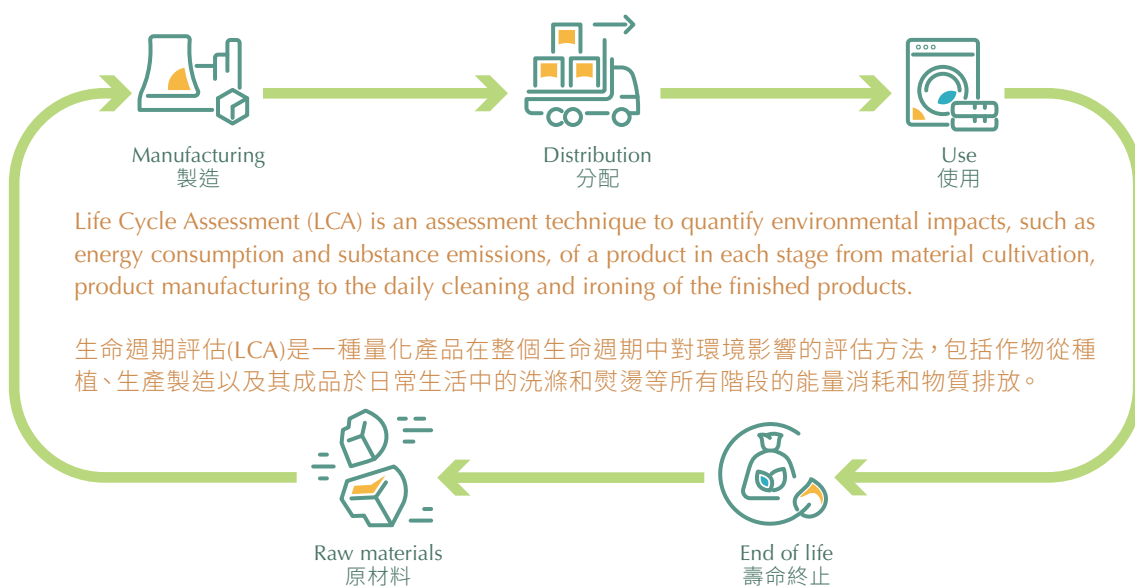 Manufacturing
製造
Distribution
分配
Use
使用
Life Cycle Assessment (LCA) is an assessment technique to quantify environmental impacts, such as
energy consumption and substance emissions, of a product in each stage from material cultivation,
product manufacturing to the daily cleaning and ironing of the finished products.
生命週期評估(LCA)是一種量化產品在整個生命週期中對環境影響的評估方法，包括作物從種
植、生產製造以及其成品於日常生活中的洗滌和熨燙等所有階段的能量消耗和物質排放。
Raw materials
原材料
End of life
壽命終止